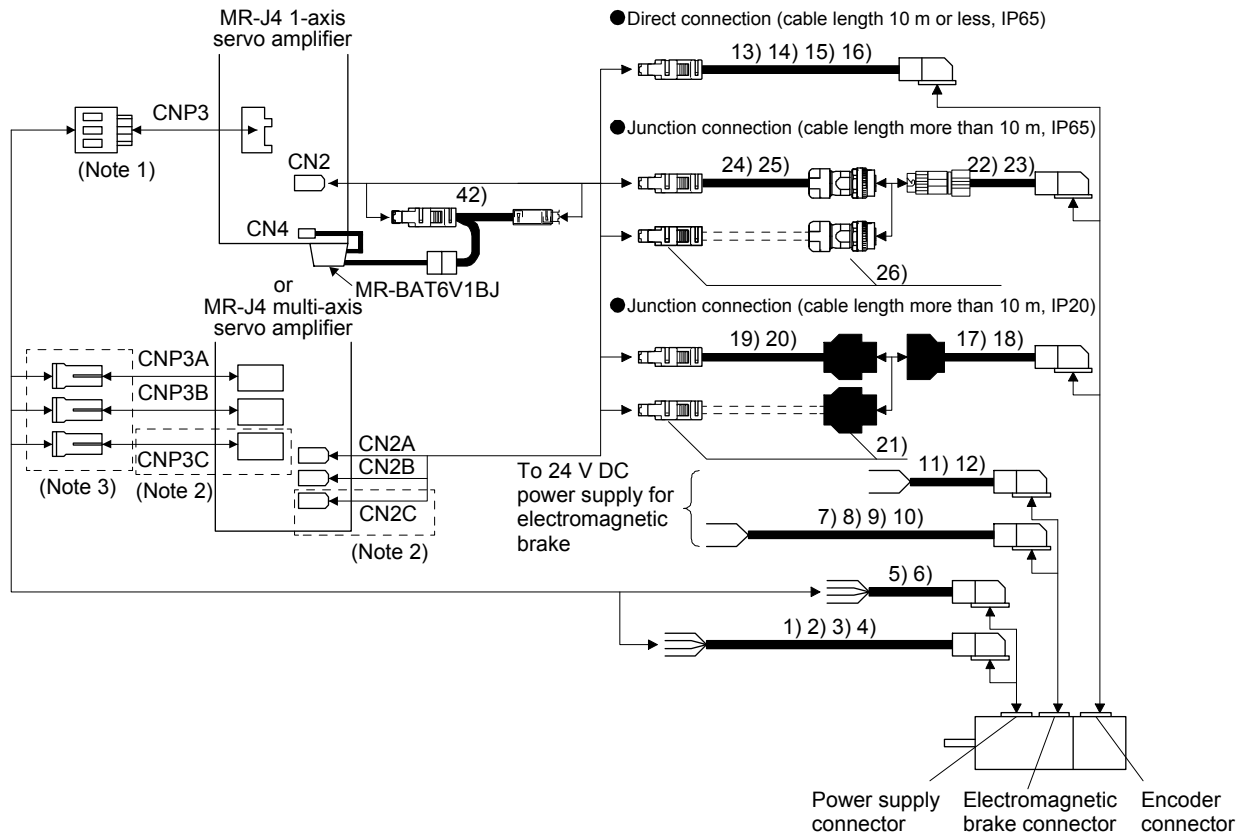 MR-J4 1-axis
servo amplifier
CNP3
(Note 1)
CN2
CN4
42)
MR-BAT6V1BJ
or
MR-J4 multi-axis
servo amplifier
CNP3A
CNP3B
CNP3C
(Note 3)
(Note 2)
CN2A
CN2B
CN2C
(Note 2)
●Direct connection (cable length 10 m or less, IP65)
13) 14) 15) 16)
●Junction connection (cable length more than 10 m, IP65)
24) 25)
22) 23)
26)
●Junction connection (cable length more than 10 m, IP20)
19) 20)
17) 18)
21)
To 24 V DC
power supply for
electromagnetic
brake
11) 12)
7) 8) 9) 10)
5) 6)
1) 2) 3) 4)
Power supply
connector
Electromagnetic
brake connector
Encoder
connector